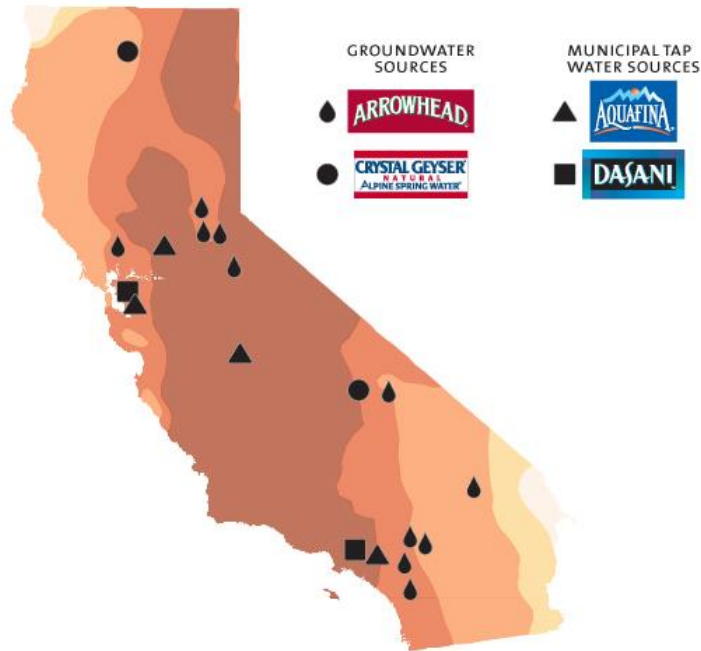 GROUNDWATER
SOURCES
ARROWHEAD
CRYSTAL GEYSER
NATURAL
ALPINE SPRING WATER
MUNICIPAL TAP
WATER SOURCES
AQUAFINA
DASANI